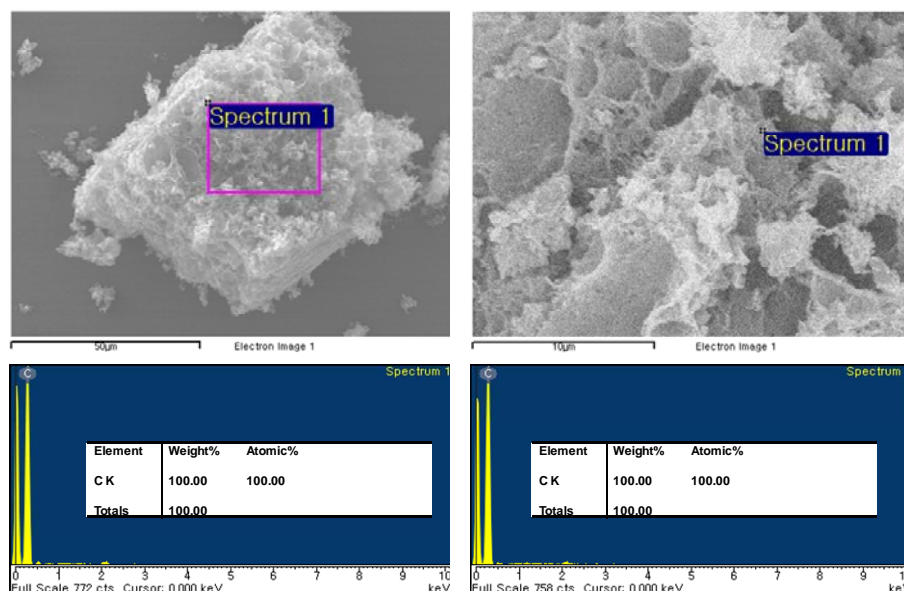 Spectrum 1
Spectrum 1
50µm Electron Image 1
10µm Electron Image 1
C
Spectrum 1
Element Weight% Atomic%
C K 100.00 100.00
Totals 100.00
0 1 2 3 4 5 6 7 8 9 10
Full Scale 772 cts Cursor: 0.000 keV keV
C
Spectrum
Element Weight% Atomic%
C K 100.00 100.00
Totals 100.00
0 1 2 3 4 5 6 7 8 9 1
Full Scale 758 cts Cursor: 0.000 keV ke